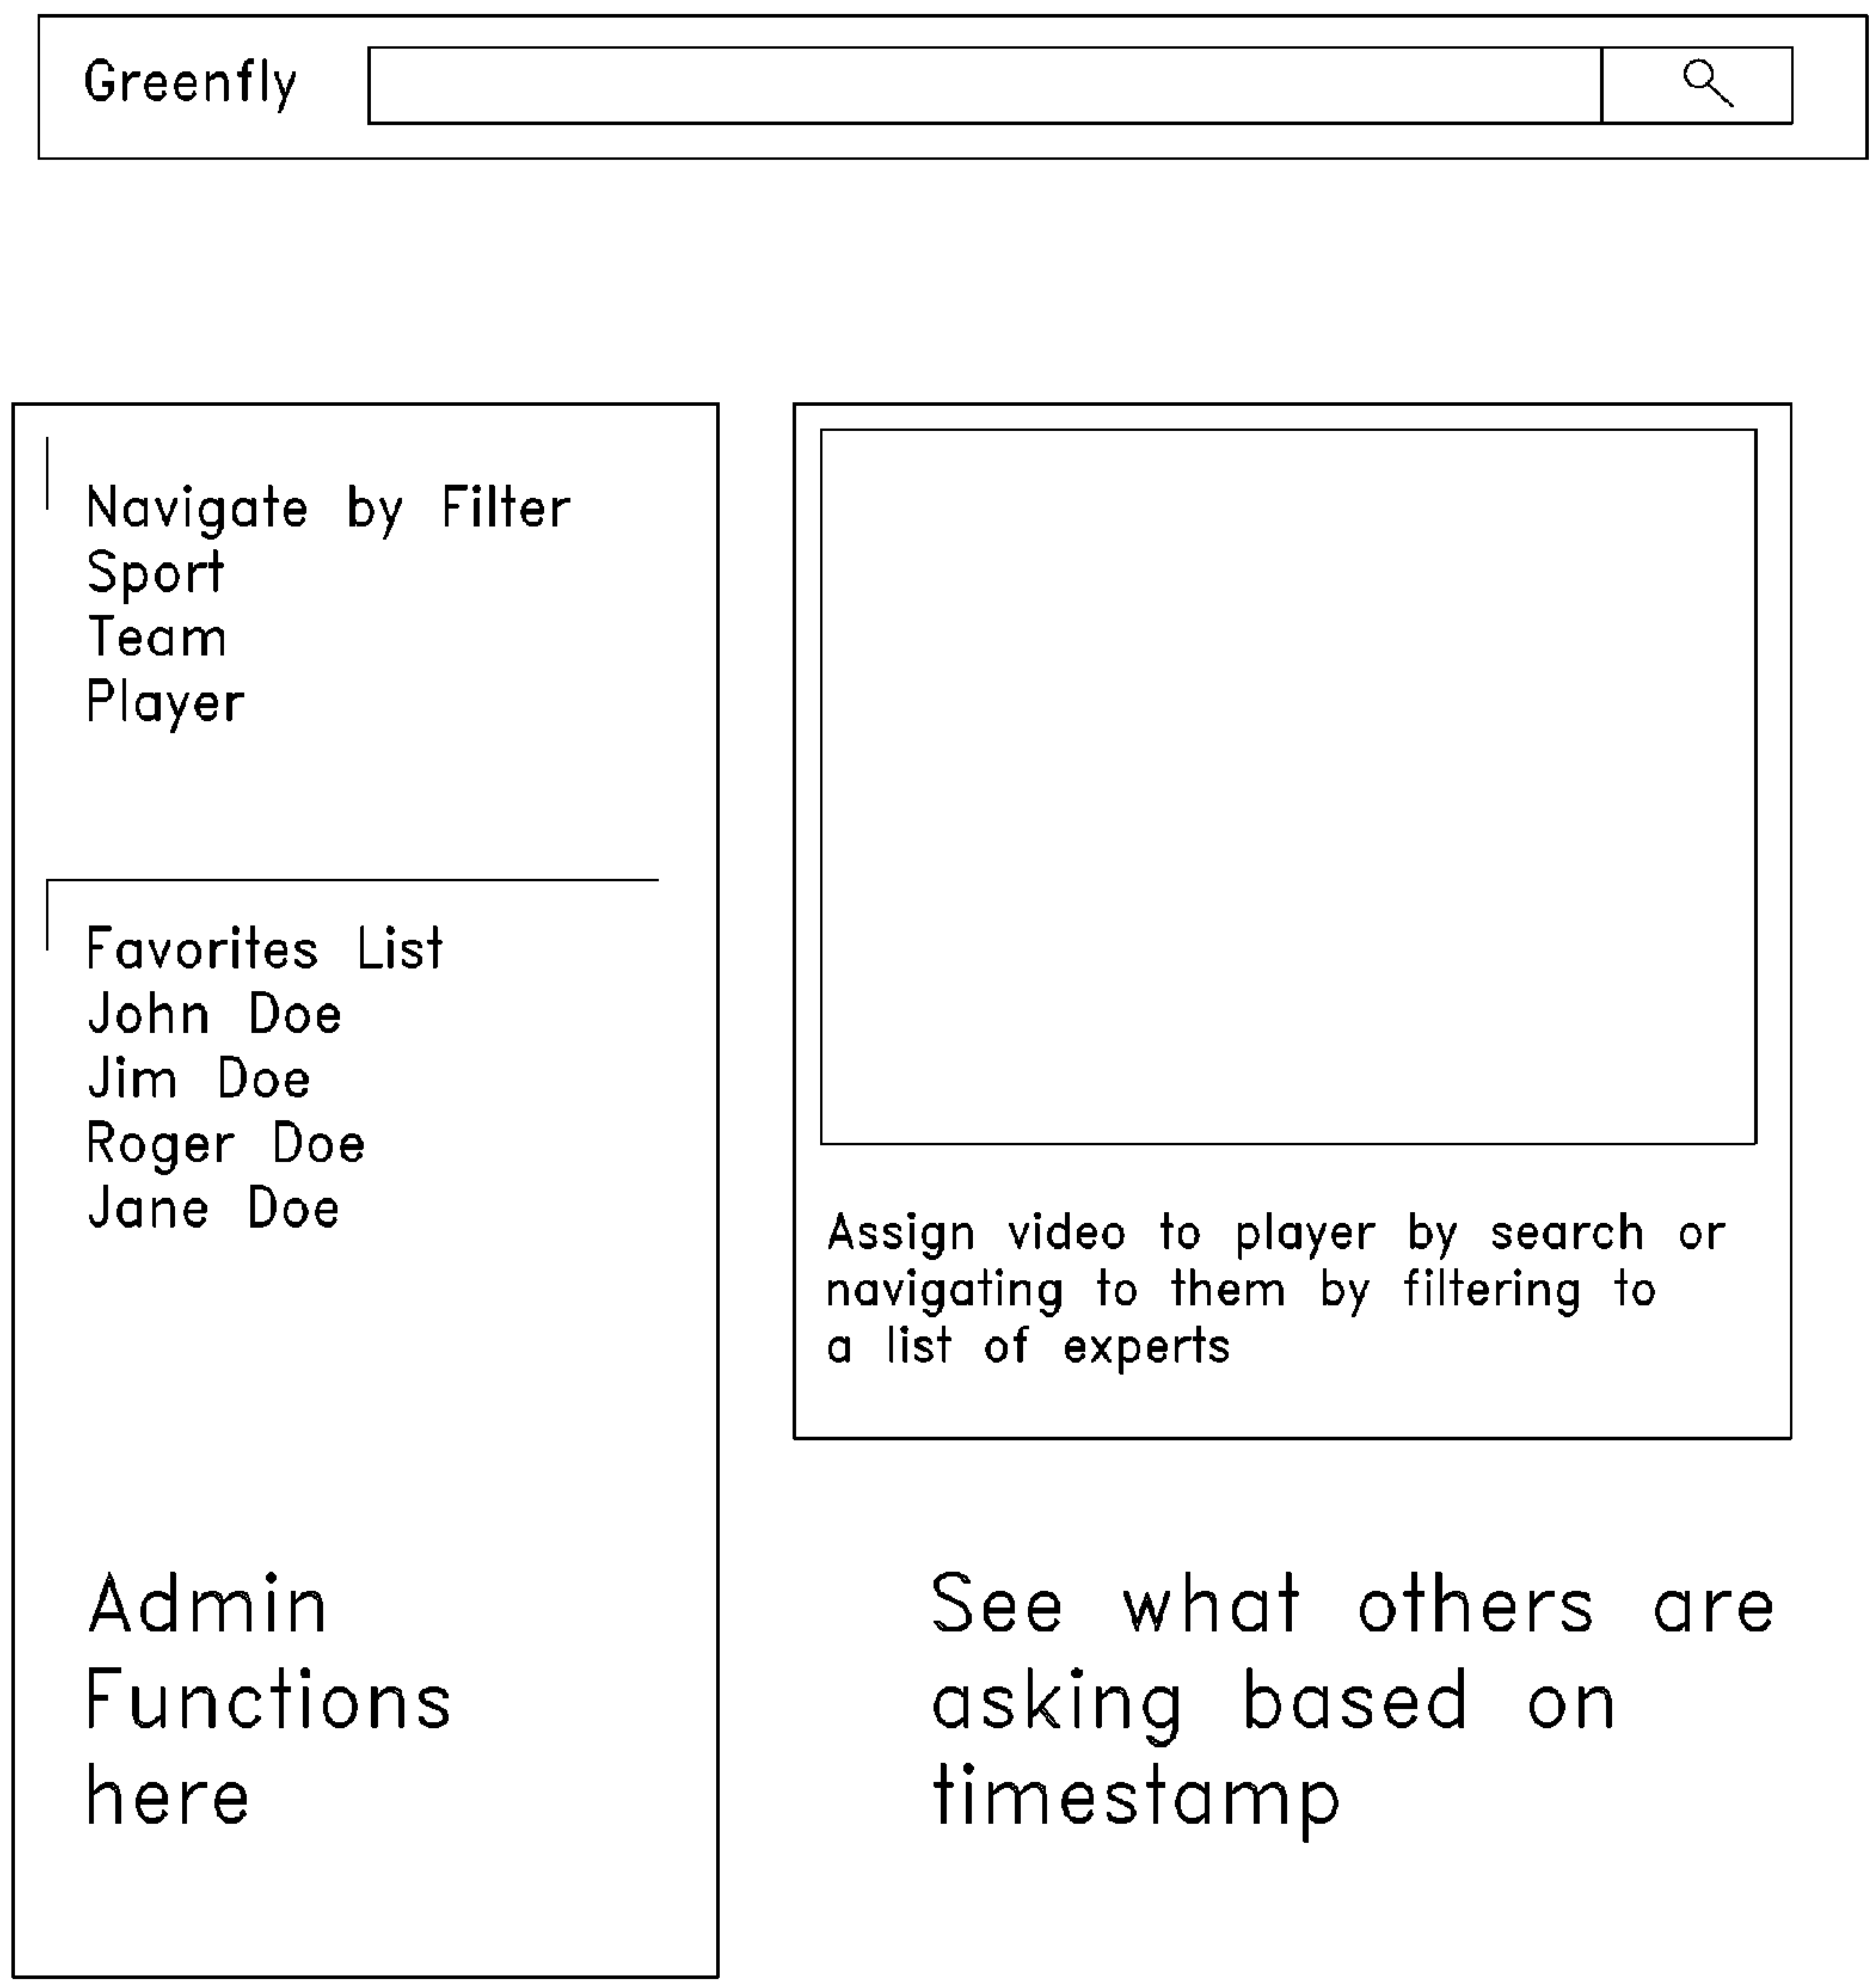 Greenfly
Navigate by Filter
Sport
Team
Player
Favorites List
John Doe
Jim Doe
Roger Doe
Jane Doe
Admin
Functions
here
Assign video to player by search or
navigating to them by filtering to
a list of experts
See what others are
asking based on
timestamp